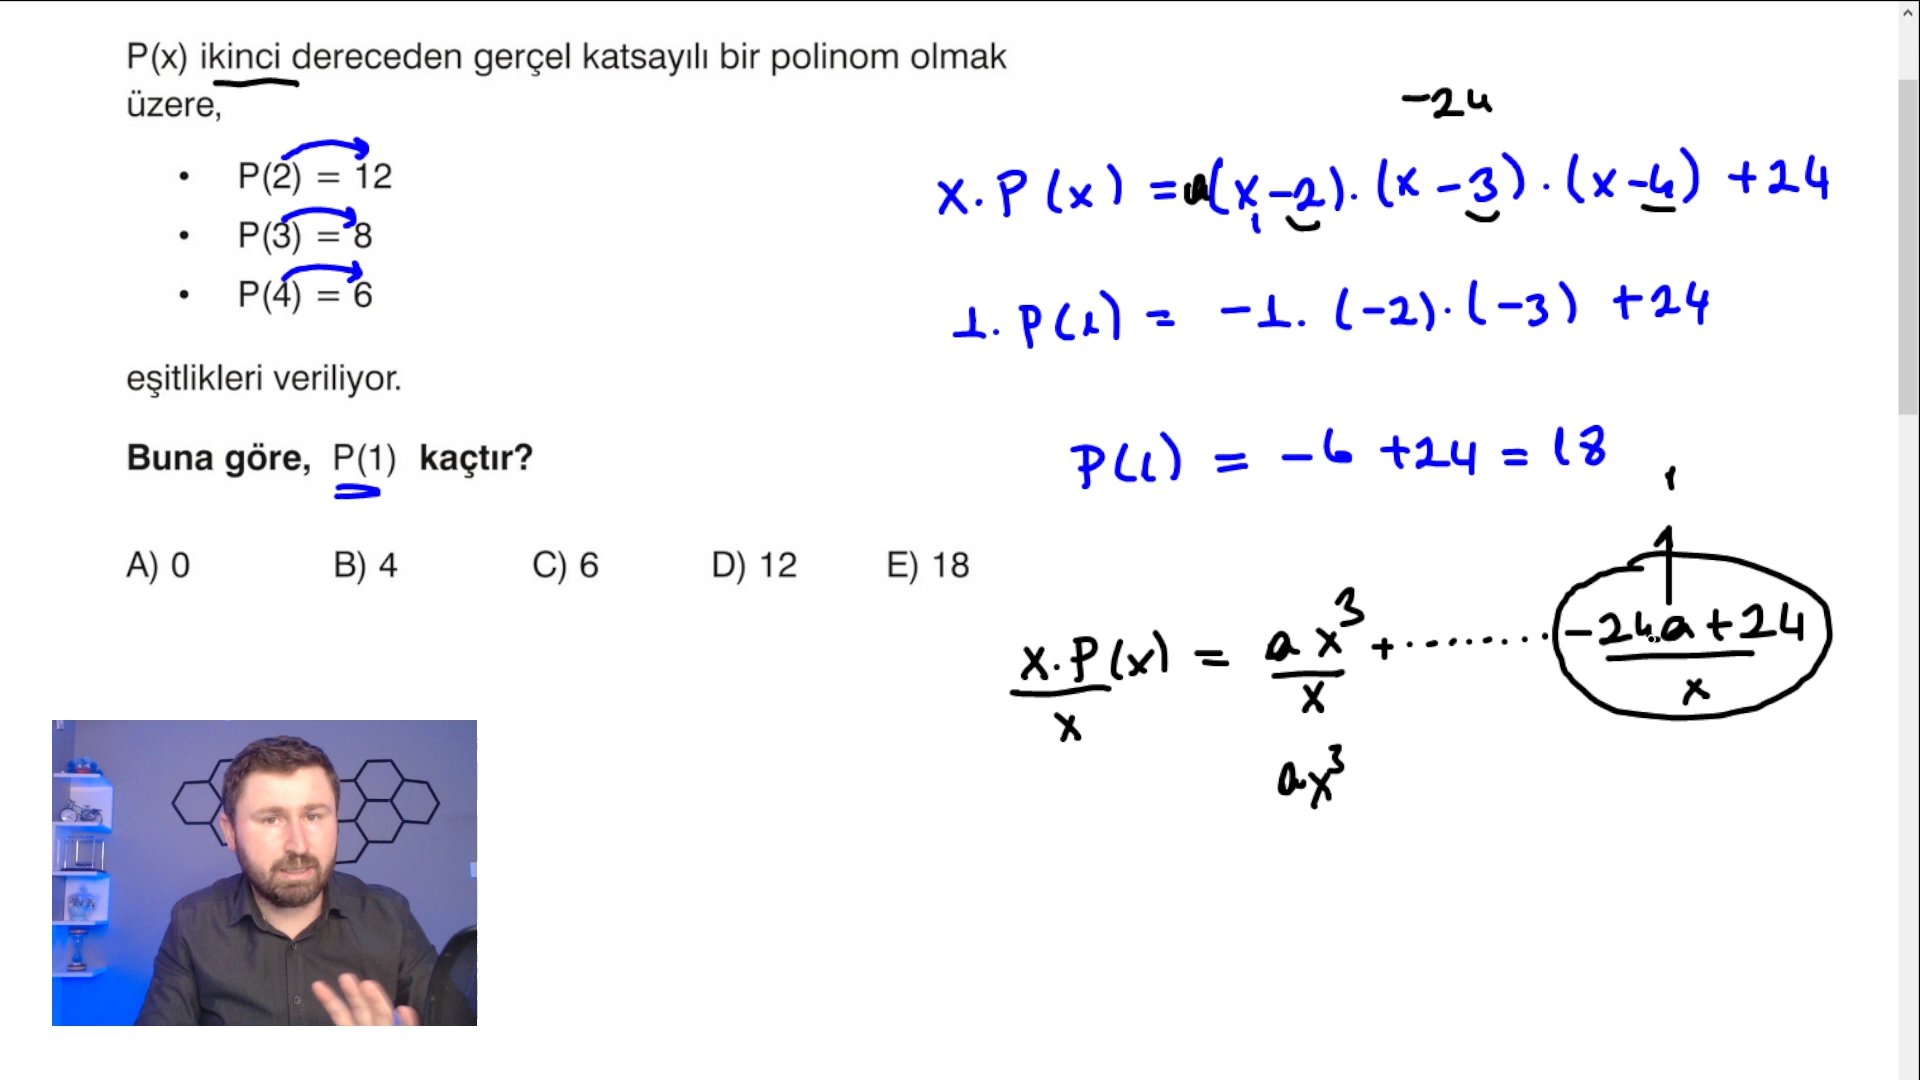 P(x) ikinci dereceden gerçel katsayılı bir polinom olmak
üzere,
• P(2) = 12
• P(3) = 8
• P(4) = 6
eşitlikleri veriliyor.
Buna göre, P(1) kaçtır?
A) 0 B) 4 C) 6 D) 12 E) 18
-24
x.P(x) = a(x-2).(x-3).(x-4) +24
1
1.P(1) = -1.(-2).(-3) +24
P(1) = -6 +24 = 18
1
x.P(x)/x = ax³/x + ........ (-24a+24)/x
ax³